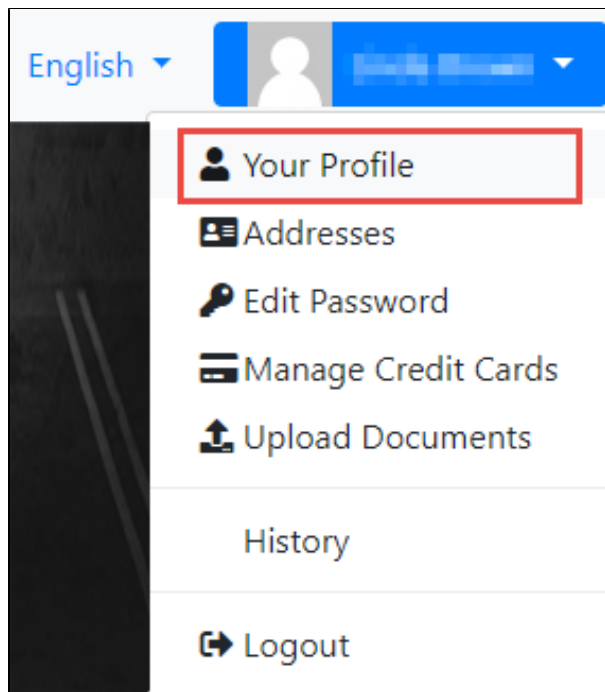 English
Your Profile
Addresses
Edit Password
Manage Credit Cards
Upload Documents
History
Logout